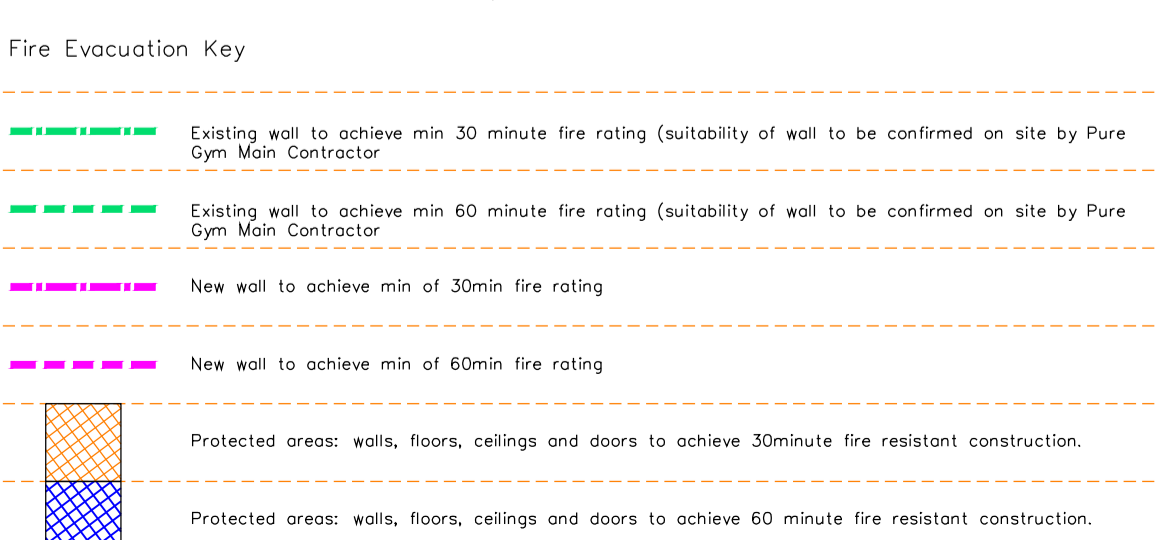 Fire Evacuation Key
Existing wall to achieve min 30 minute fire rating (suitability of wall to be confirmed on site by Pure
Gym Main Contractor
Existing wall to achieve min 60 minute fire rating (suitability of wall to be confirmed on site by Pure
Gym Main Contractor
New wall to achieve min of 30min fire rating
New wall to achieve min of 60min fire rating
Protected areas: walls, floors, ceilings and doors to achieve 30minute fire resistant construction.
Protected areas: walls, floors, ceilings and doors to achieve 60 minute fire resistant construction.